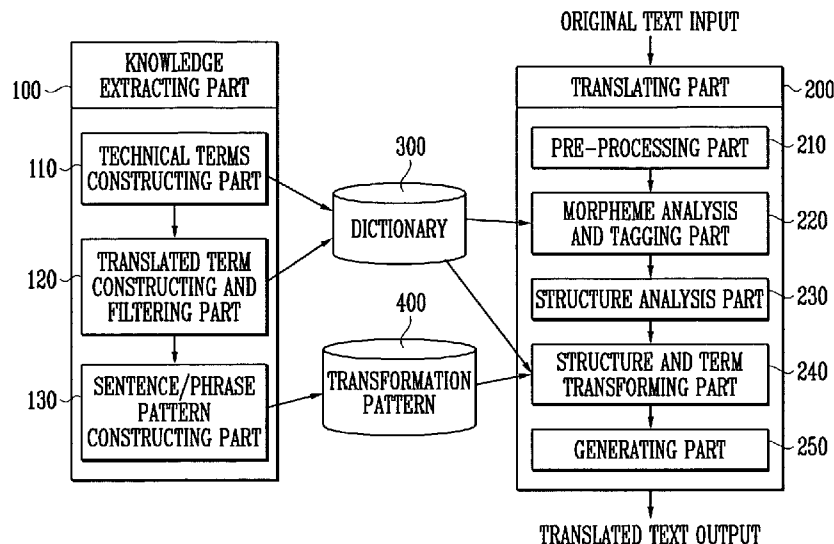 ORIGINAL TEXT INPUT
KNOWLEDGE
EXTRACTING PART
100
TECHNICAL TERMS
CONSTRUCTING PART
110
TRANSLATED TERM
CONSTRUCTING AND
FILTERING PART
120
SENTENCE/PHRASE
PATTERN
CONSTRUCTING PART
130
300
DICTIONARY
400
TRANSFORMATION
PATTERN
TRANSLATING PART
200
PRE-PROCESSING PART
210
MORPHEME ANALYSIS
AND TAGGING PART
220
STRUCTURE ANALYSIS PART
230
STRUCTURE AND TERM
TRANSFORMING PART
240
GENERATING PART
250
TRANSLATED TEXT OUTPUT